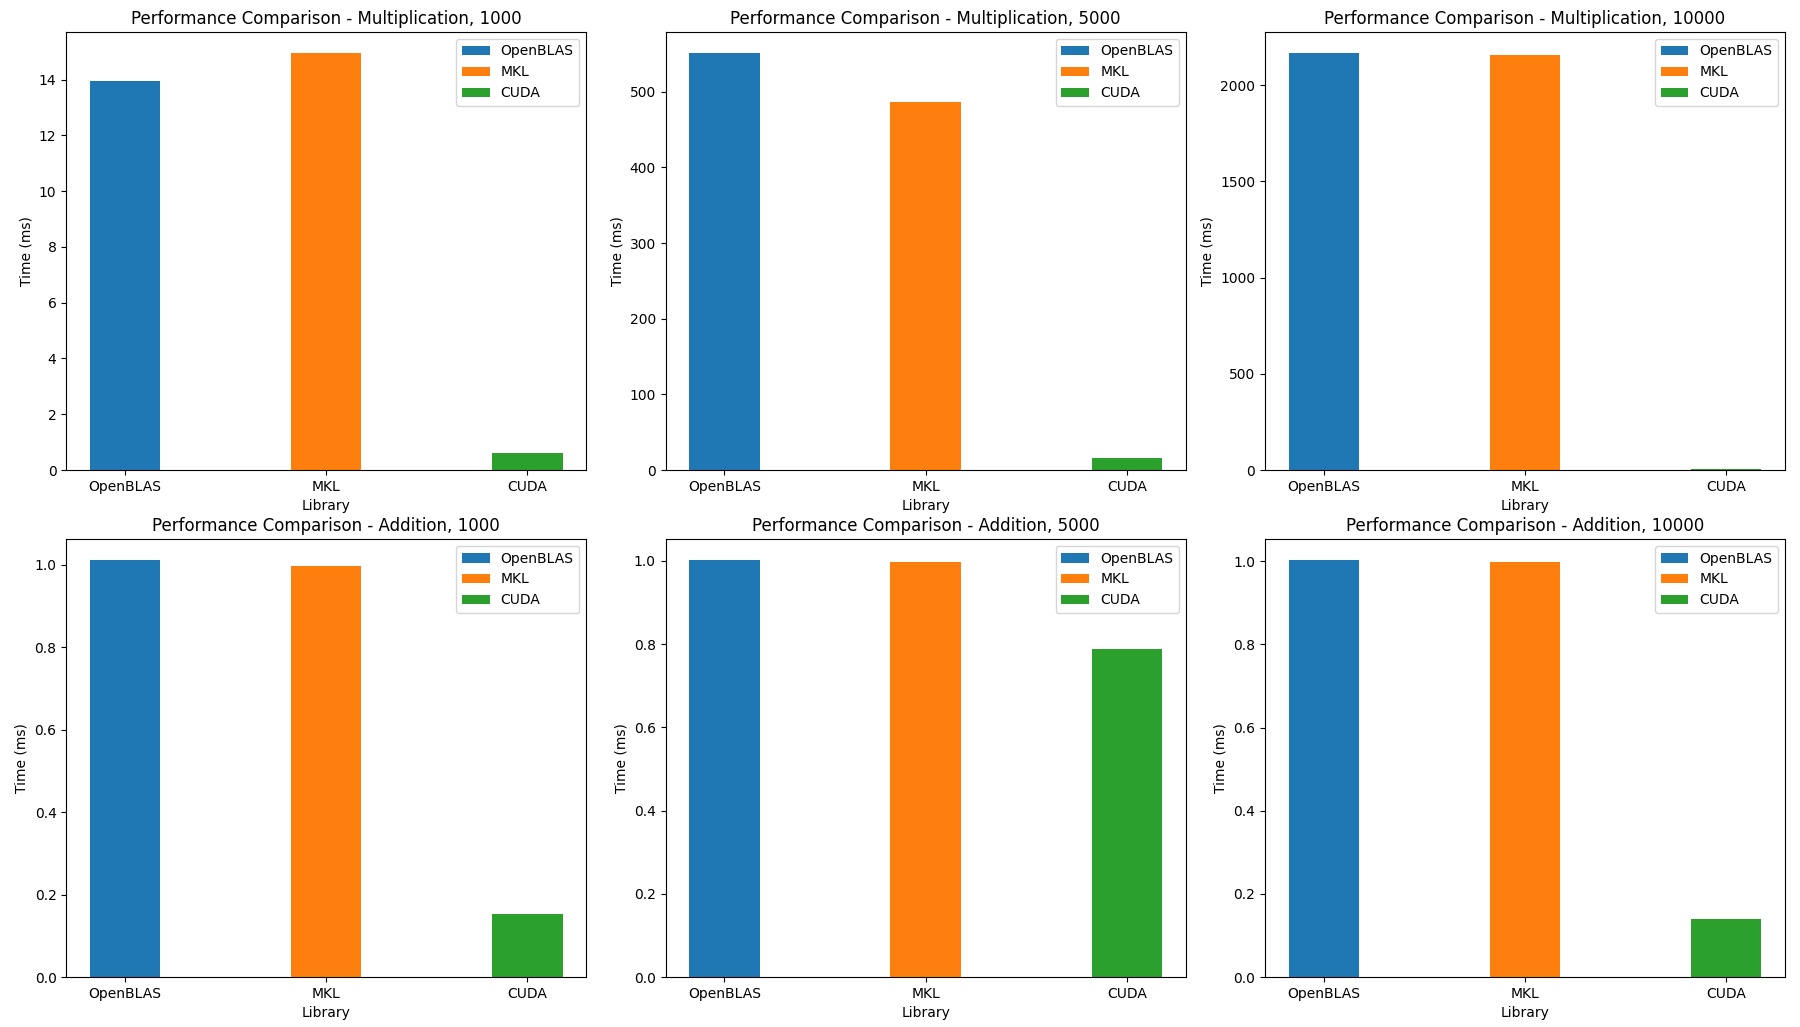 Performance Comparison - Multiplication, 1000
Time (ms)
14
12
10
8
6
4
2
0
OpenBLAS
MKL
CUDA
OpenBLAS
MKL
CUDA
Library
Performance Comparison - Multiplication, 5000
Time (ms)
500
400
300
200
100
0
OpenBLAS
MKL
CUDA
OpenBLAS
MKL
CUDA
Library
Performance Comparison - Multiplication, 10000
Time (ms)
2000
1500
1000
500
0
OpenBLAS
MKL
CUDA
OpenBLAS
MKL
CUDA
Library
Performance Comparison - Addition, 1000
Time (ms)
1.0
0.8
0.6
0.4
0.2
0.0
OpenBLAS
MKL
CUDA
OpenBLAS
MKL
CUDA
Library
Performance Comparison - Addition, 5000
Time (ms)
1.0
0.8
0.6
0.4
0.2
0.0
OpenBLAS
MKL
CUDA
OpenBLAS
MKL
CUDA
Library
Performance Comparison - Addition, 10000
Time (ms)
1.0
0.8
0.6
0.4
0.2
0.0
OpenBLAS
MKL
CUDA
OpenBLAS
MKL
CUDA
Library